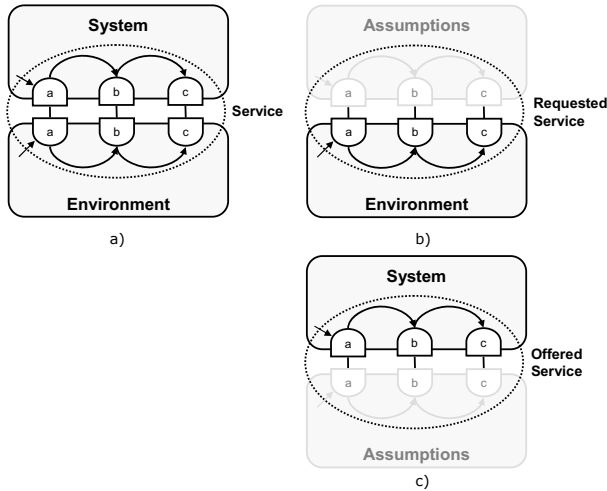 System
a b c
Service
a b c
Environment
a)
Assumptions
a b c
Requested
Service
a b c
Environment
b)
System
a b c
Offered
Service
a b c
Assumptions
c)